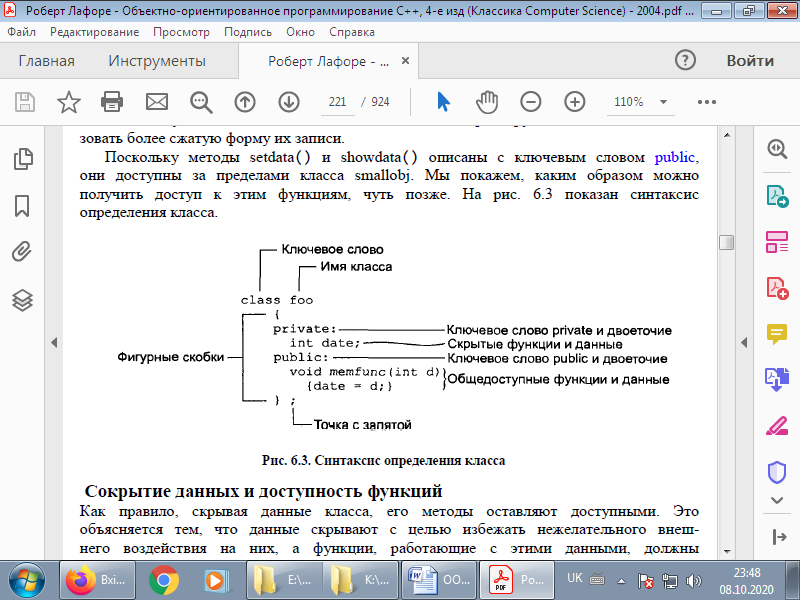 Роберт Лафоре - Объектно-ориентированное программирование C++, 4-е изд (Классика Computer Science) - 2004.pdf ...
Файл Редактирование Просмотр Подпись Окно Справка
Главная Инструменты Роберт Лафоре - ... × ? Войти
221 / 924 110%
зовать более сжатую форму их записи.
Поскольку методы setdata() и showdata() описаны с ключевым словом public,
они доступны за пределами класса smallobj. Мы покажем, каким образом можно
получить доступ к этим функциям, чуть позже. На рис. 6.3 показан синтаксис
определения класса.
Ключевое слово
Имя класса
class foo
{
private: Ключевое слово private и двоеточие
int date; Скрытые функции и данные
Фигурные скобки public: Ключевое слово public и двоеточие
void memfunc(int d)
{date = d;} Общедоступные функции и данные
} ;
Точка с запятой
Рис. 6.3. Синтаксис определения класса
Сокрытие данных и доступность функций
Как правило, скрывая данные класса, его методы оставляют доступными. Это
объясняется тем, что данные скрывают с целью избежать нежелательного внеш-
него воздействия на них, а функции, работающие с этими данными, должны
Вхі... E:\... K:\... OO... Ро... UK 23:48
PDF 08.10.2020